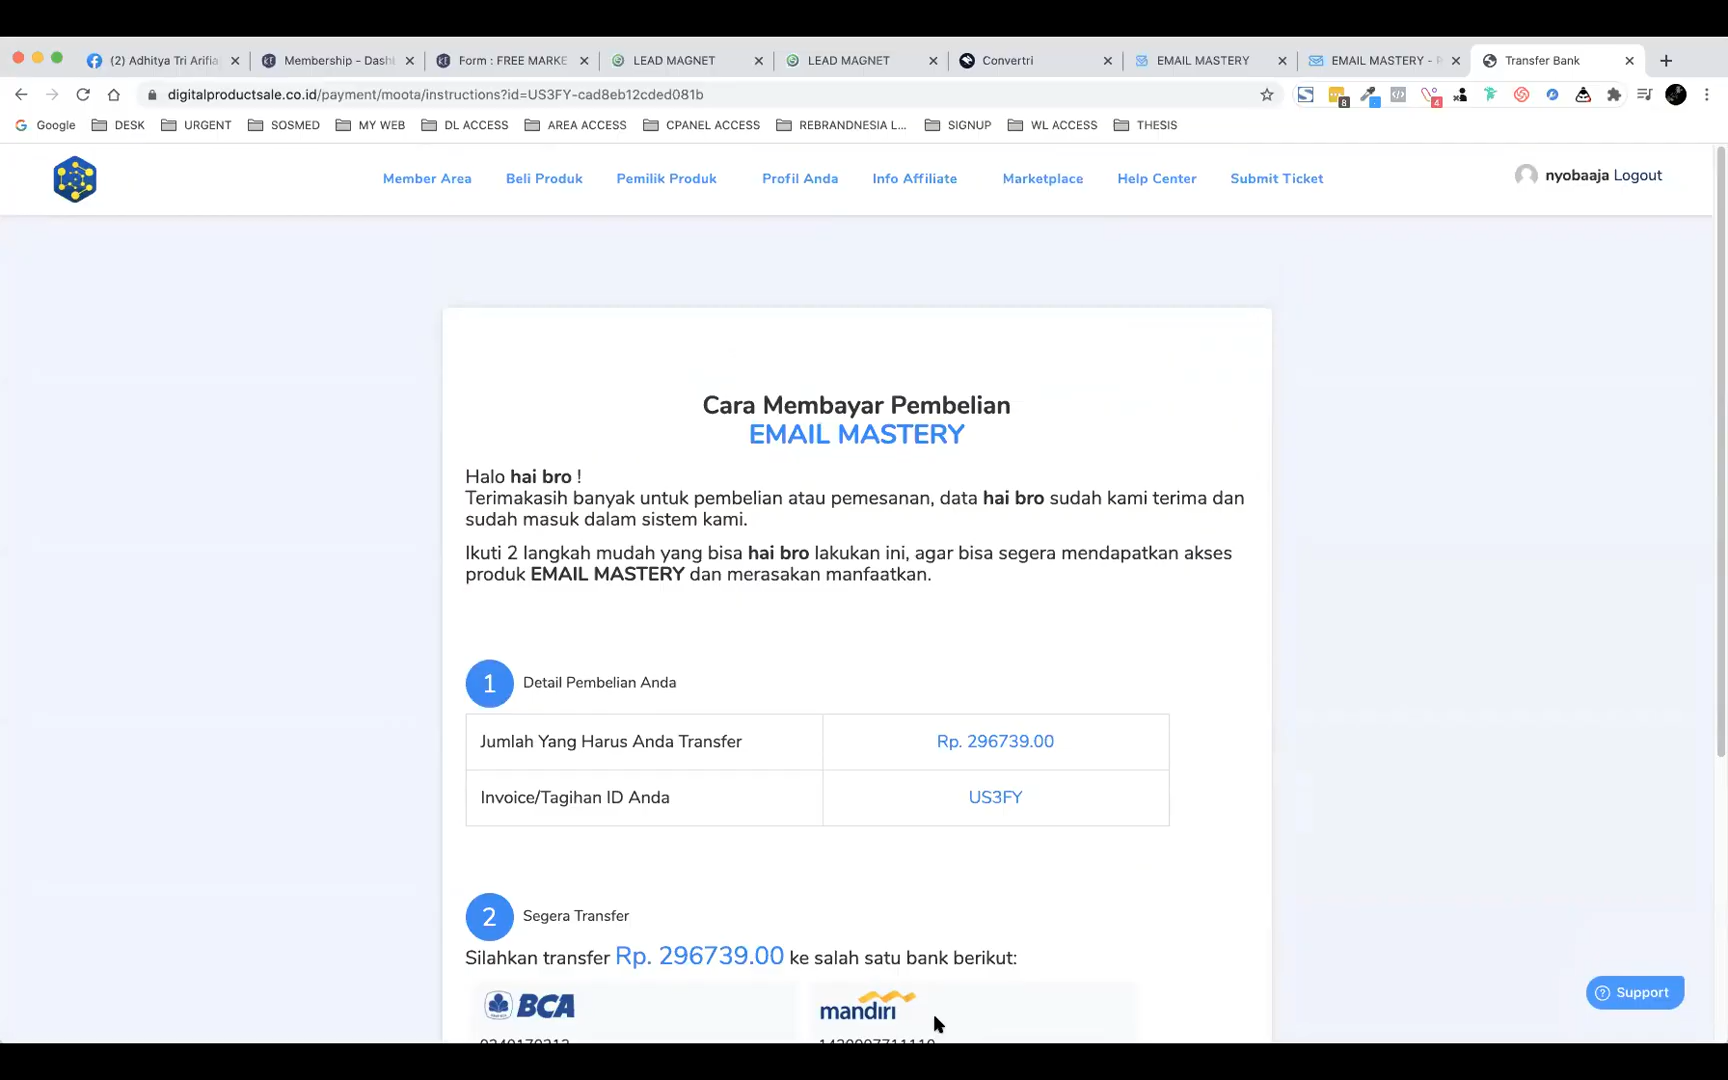 (2) Adhitya Tri Arifia
Membership - Dash
Form : FREE MARKE
LEAD MAGNET
LEAD MAGNET
Convertri
EMAIL MASTERY
EMAIL MASTERY - P
Transfer Bank
digitalproductsale.co.id/payment/moota/instructions?id=US3FY-cad8eb12cded081b
8
4
Google
DESK
URGENT
SOSMED
MY WEB
DL ACCESS
AREA ACCESS
CPANEL ACCESS
REBRANDNESIA L...
SIGNUP
WL ACCESS
THESIS
Member Area
Beli Produk
Pemilik Produk
Profil Anda
Info Affiliate
Marketplace
Help Center
Submit Ticket
nyobaaja Logout
Cara Membayar Pembelian
EMAIL MASTERY
Halo hai bro !
Terimakasih banyak untuk pembelian atau pemesanan, data hai bro sudah kami terima dan
sudah masuk dalam sistem kami.
Ikuti 2 langkah mudah yang bisa hai bro lakukan ini, agar bisa segera mendapatkan akses
produk EMAIL MASTERY dan merasakan manfaatkan.
1 Detail Pembelian Anda
Jumlah Yang Harus Anda Transfer Rp. 296739.00
Invoice/Tagihan ID Anda US3FY
2 Segera Transfer
Silahkan transfer Rp. 296739.00 ke salah satu bank berikut:
BCA
mandiri
Support